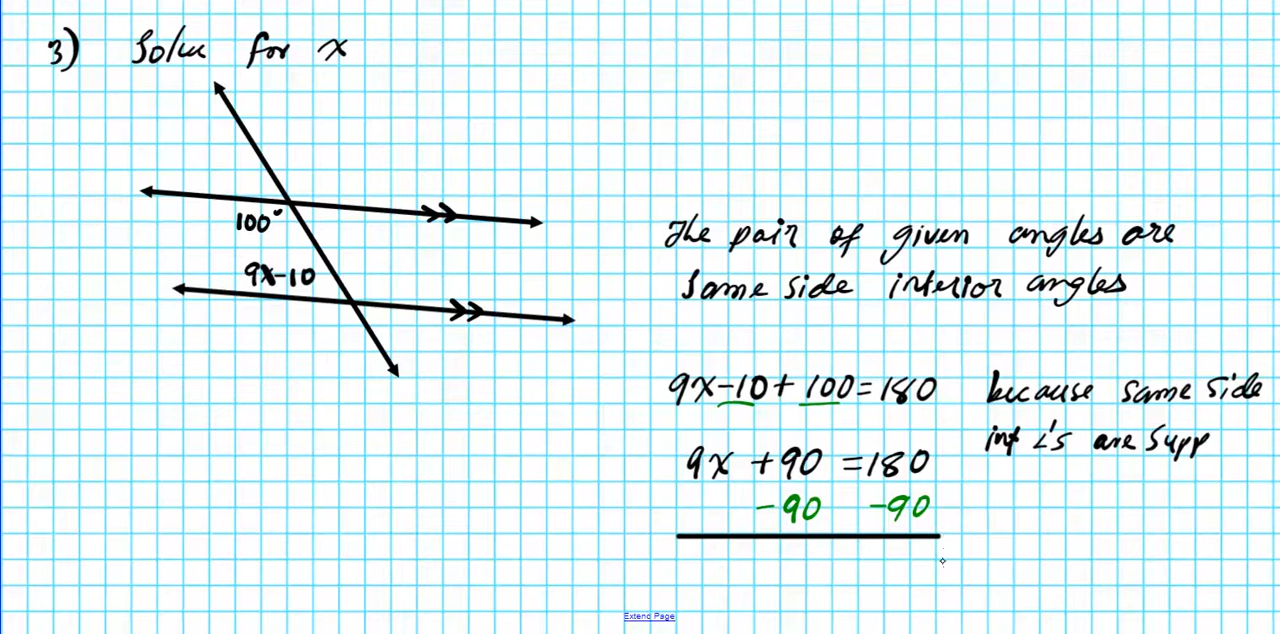 3) Solve for x
100°
9x-10
The pair of given angles are
same side interior angles
9x-10+100=180 because same side
int ∠'s are supp
9x +90 =180
-90 -90
Extend Page